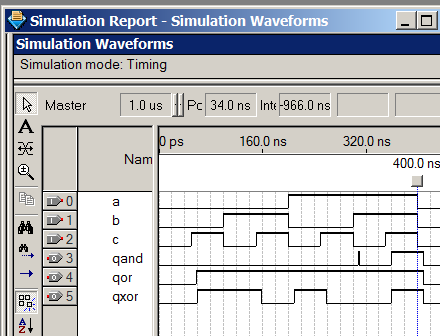 Simulation Report - Simulation Waveforms
Simulation Waveforms
Simulation mode: Timing
Master 1.0 us Pc 34.0 ns Inte -966.0 ns
0 ps 160.0 ns 320.0 ns
Nam
400.0 ns
A
0 a
1 b
2 c
3 qand
4 qor
5 qxor
A
Z